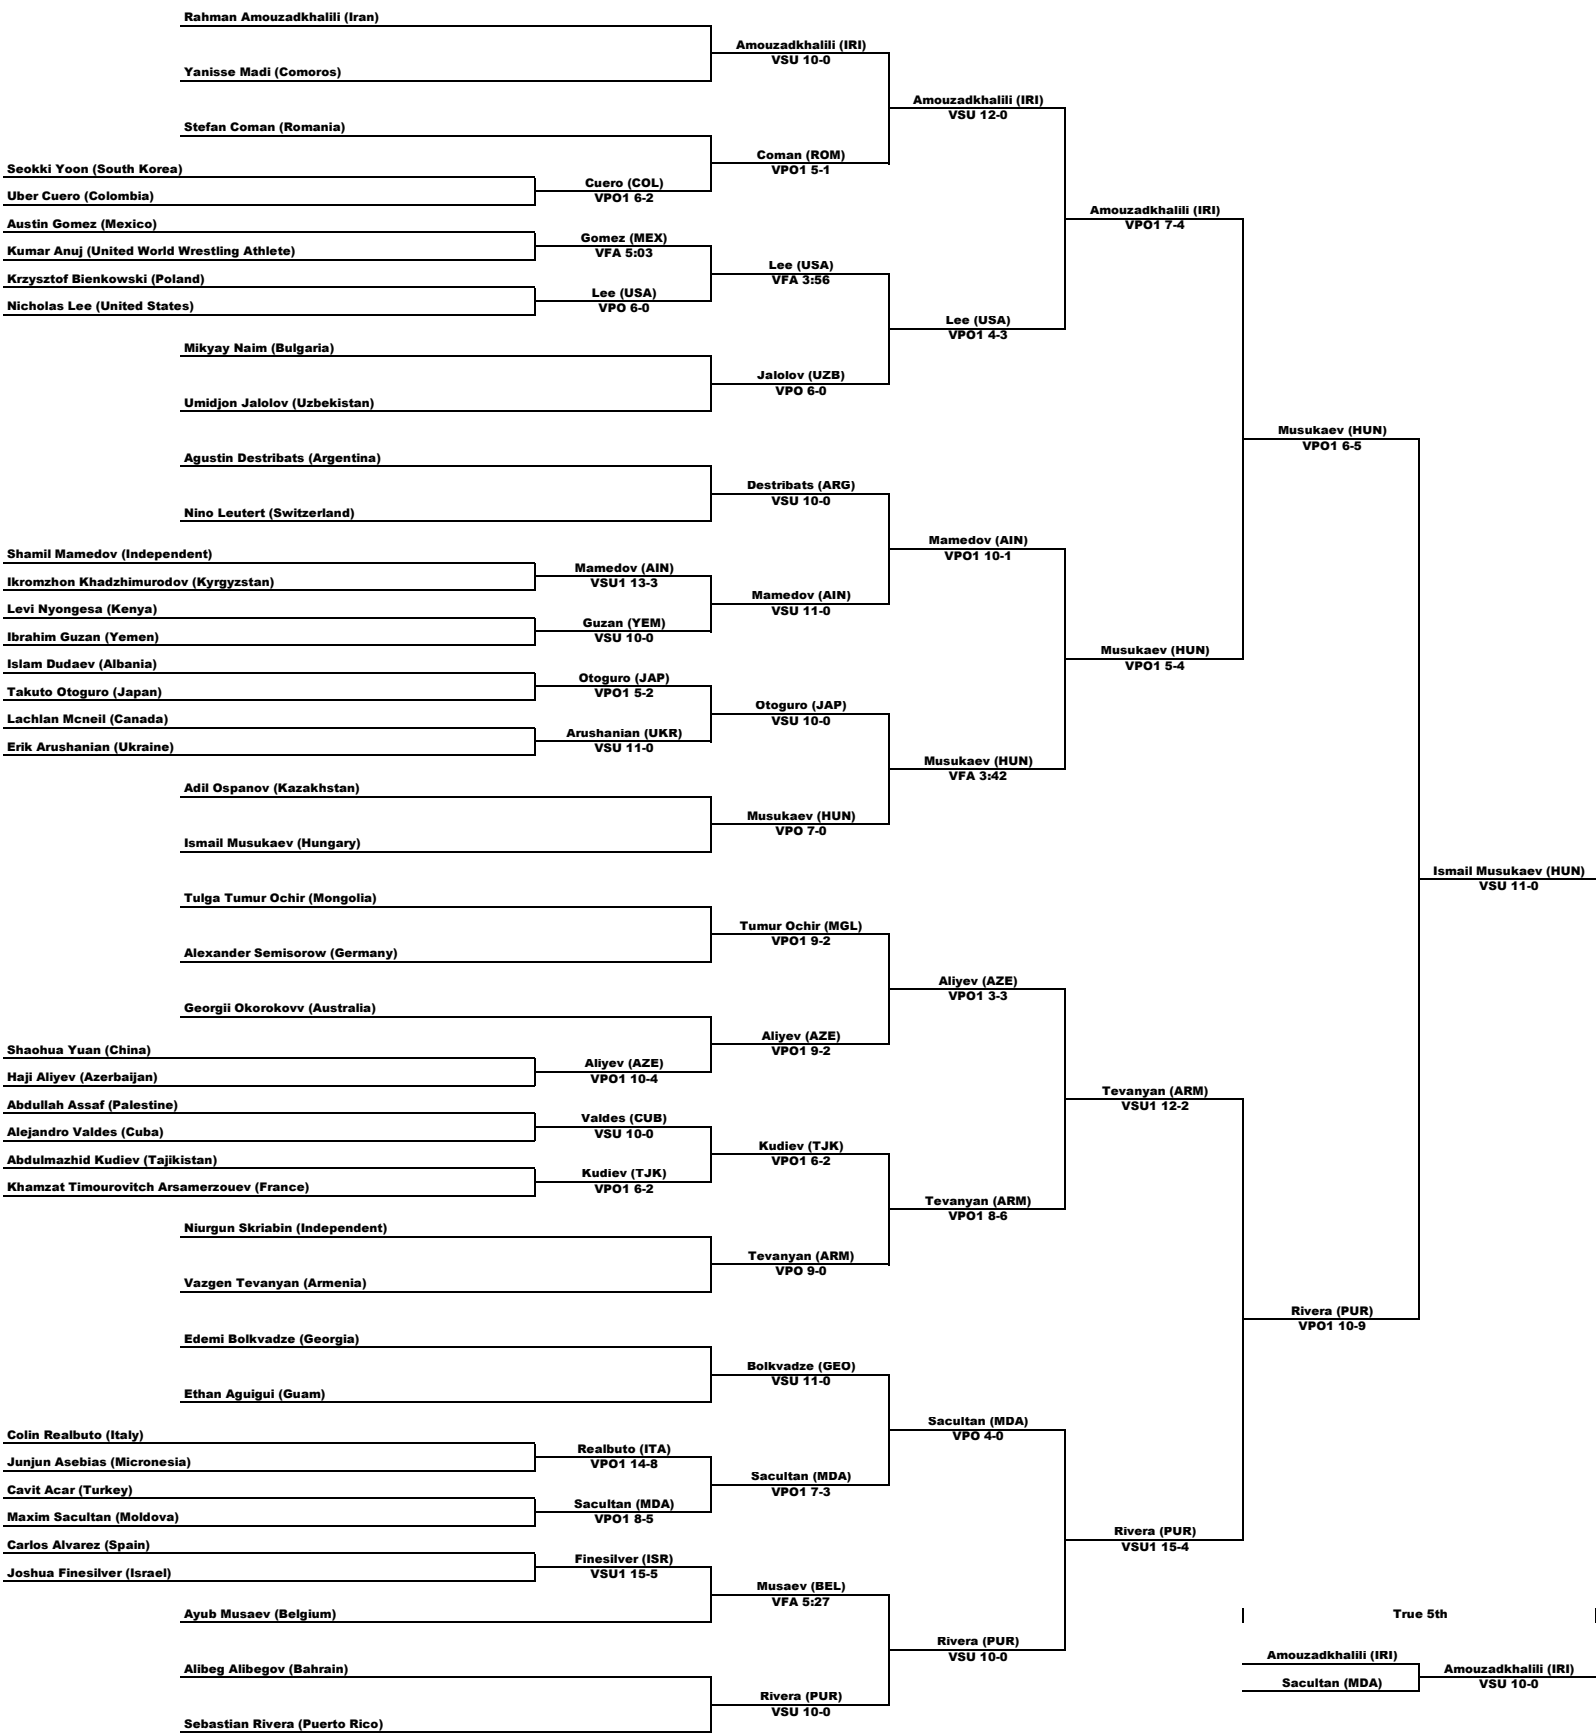 Rahman Amouzadkhalili (Iran)
Amouzadkhalili (IRI)
VSU 10-0
Yanisse Madi (Comoros)
Amouzadkhalili (IRI)
VSU 12-0
Stefan Coman (Romania)
Coman (ROM)
VPO1 5-1
Seokki Yoon (South Korea)
Cuero (COL)
VPO1 6-2
Uber Cuero (Colombia)
Amouzadkhalili (IRI)
VPO1 7-4
Austin Gomez (Mexico)
Gomez (MEX)
VFA 5:03
Kumar Anuj (United World Wrestling Athlete)
Lee (USA)
VFA 3:56
Krzysztof Bienkowski (Poland)
Lee (USA)
VPO 6-0
Nicholas Lee (United States)
Lee (USA)
VPO1 4-3
Mikyay Naim (Bulgaria)
Jalolov (UZB)
VPO 6-0
Umidjon Jalolov (Uzbekistan)
Musukaev (HUN)
VPO1 6-5
Agustin Destribats (Argentina)
Destribats (ARG)
VSU 10-0
Nino Leutert (Switzerland)
Mamedov (AIN)
VPO1 10-1
Shamil Mamedov (Independent)
Mamedov (AIN)
VSU1 13-3
Ikromzhon Khadzhimurodov (Kyrgyzstan)
Mamedov (AIN)
VSU 11-0
Levi Nyongesa (Kenya)
Guzan (YEM)
VSU 10-0
Ibrahim Guzan (Yemen)
Musukaev (HUN)
VPO1 5-4
Islam Dudaev (Albania)
Otoguro (JAP)
VPO1 5-2
Takuto Otoguro (Japan)
Otoguro (JAP)
VSU 10-0
Lachlan Mcneil (Canada)
Arushanian (UKR)
VSU 11-0
Erik Arushanian (Ukraine)
Musukaev (HUN)
VFA 3:42
Adil Ospanov (Kazakhstan)
Musukaev (HUN)
VPO 7-0
Ismail Musukaev (Hungary)
Ismail Musukaev (HUN)
VSU 11-0
Tulga Tumur Ochir (Mongolia)
Tumur Ochir (MGL)
VPO1 9-2
Alexander Semisorow (Germany)
Aliyev (AZE)
VPO1 3-3
Georgii Okorokovv (Australia)
Aliyev (AZE)
VPO1 9-2
Shaohua Yuan (China)
Aliyev (AZE)
VPO1 10-4
Haji Aliyev (Azerbaijan)
Tevanyan (ARM)
VSU1 12-2
Abdullah Assaf (Palestine)
Valdes (CUB)
VSU 10-0
Alejandro Valdes (Cuba)
Kudiev (TJK)
VPO1 6-2
Abdulmazhid Kudiev (Tajikistan)
Kudiev (TJK)
VPO1 6-2
Khamzat Timourovitch Arsamerzouev (France)
Tevanyan (ARM)
VPO1 8-6
Niurgun Skriabin (Independent)
Tevanyan (ARM)
VPO 9-0
Vazgen Tevanyan (Armenia)
Rivera (PUR)
VPO1 10-9
Edemi Bolkvadze (Georgia)
Bolkvadze (GEO)
VSU 11-0
Ethan Aguigui (Guam)
Sacultan (MDA)
VPO 4-0
Colin Realbuto (Italy)
Realbuto (ITA)
VPO1 14-8
Junjun Asebias (Micronesia)
Sacultan (MDA)
VPO1 7-3
Cavit Acar (Turkey)
Sacultan (MDA)
VPO1 8-5
Maxim Sacultan (Moldova)
Rivera (PUR)
VSU1 15-4
Carlos Alvarez (Spain)
Finesilver (ISR)
VSU1 15-5
Joshua Finesilver (Israel)
Musaev (BEL)
VFA 5:27
Ayub Musaev (Belgium)
Rivera (PUR)
VSU 10-0
Alibeg Alibegov (Bahrain)
Rivera (PUR)
VSU 10-0
Sebastian Rivera (Puerto Rico)
True 5th
Amouzadkhalili (IRI)
Sacultan (MDA)
Amouzadkhalili (IRI)
VSU 10-0